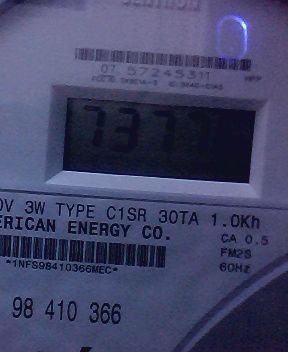 07 57245311
7377
0V 3W TYPE C1SR 30TA 1.0Kh
ERICAN ENERGY CO.
CA 0.5
FM2S
*1NFS98410366MEC*
60Hz
98 410 366